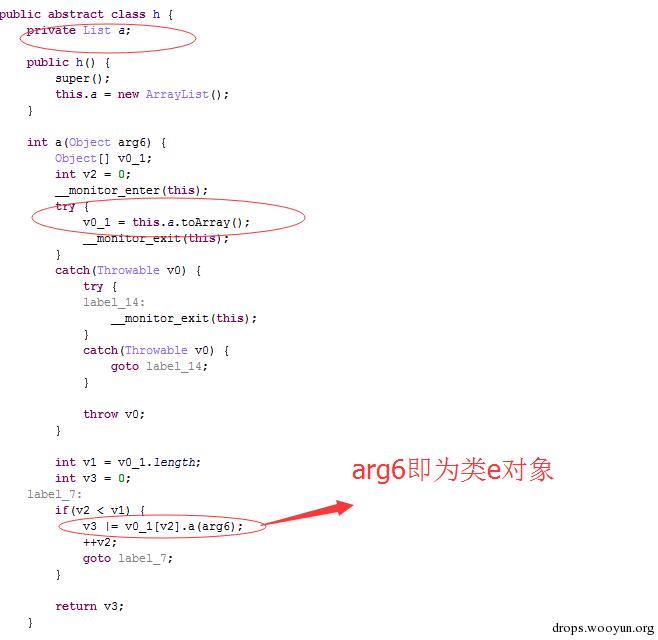 public abstract class h {
private List a;
public h() {
super();
this.a = new ArrayList();
}
int a(Object arg6) {
Object[] v0_1;
int v2 = 0;
__monitor_enter(this);
try {
v0_1 = this.a.toArray();
__monitor_exit(this);
}
catch(Throwable v0) {
try {
label_14:
__monitor_exit(this);
}
catch(Throwable v0) {
goto label_14;
}
throw v0;
}
int v1 = v0_1.length;
int v3 = 0;
label_7:
if(v2 < v1) {
v3 |= v0_1[v2].a(arg6);
++v2;
goto label_7;
}
return v3;
}
arg6即为类e对象
drops.wooyun.org